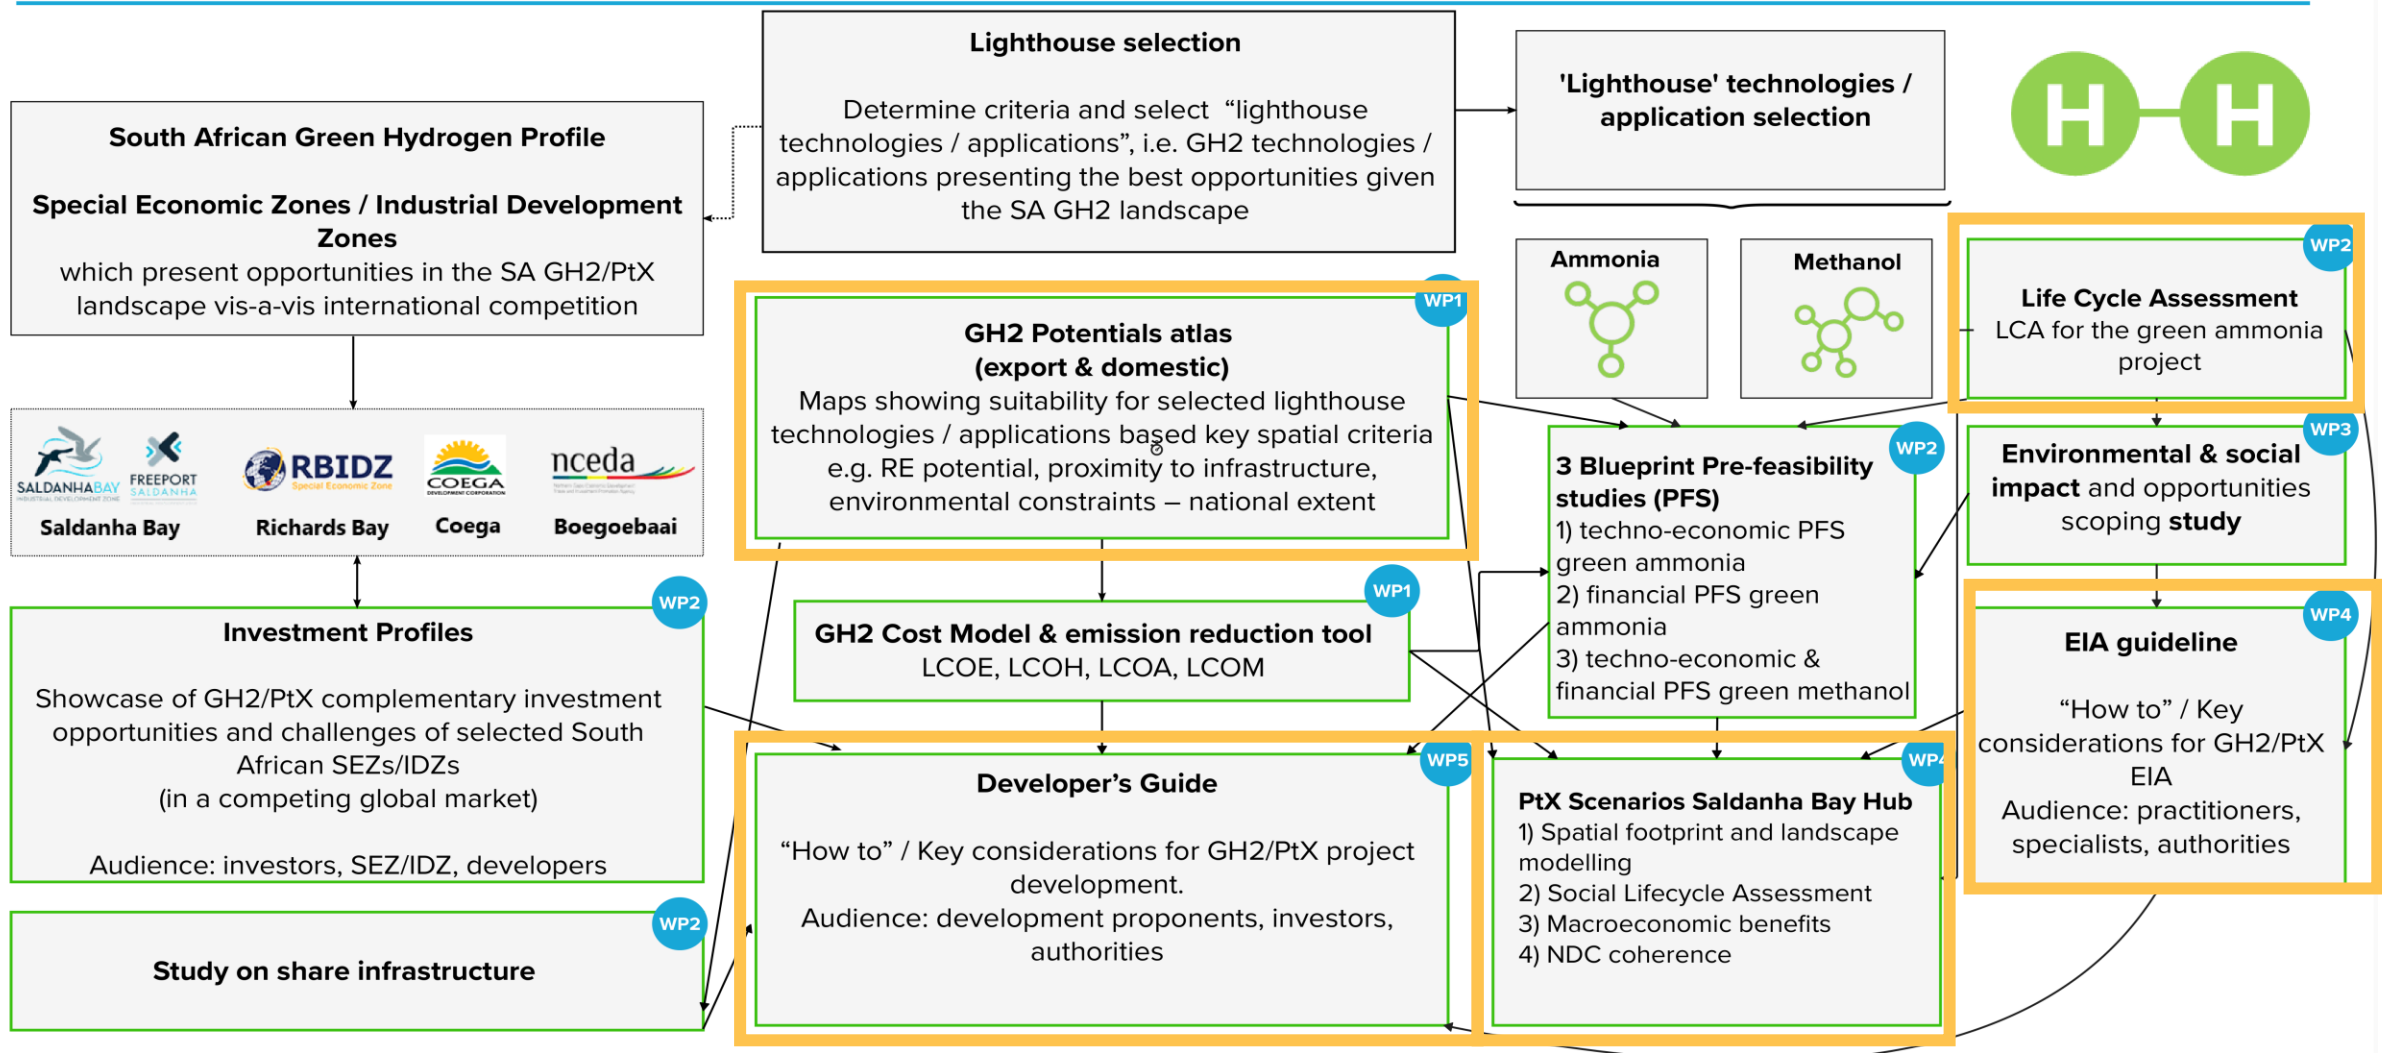 Lighthouse selection
Determine criteria and select “lighthouse
technologies / applications”, i.e. GH2 technologies /
applications presenting the best opportunities given
the SA GH2 landscape
'Lighthouse' technologies /
application selection
H H
South African Green Hydrogen Profile
Special Economic Zones / Industrial Development
Zones
which present opportunities in the SA GH2/PtX
landscape vis-a-vis international competition
Ammonia
Methanol
WP2
Life Cycle Assessment
LCA for the green ammonia
project
WP1
GH2 Potentials atlas
(export & domestic)
Maps showing suitability for selected lighthouse
technologies / applications based key spatial criteria
e.g. RE potential, proximity to infrastructure,
environmental constraints – national extent
SALDANHABAY
INDUSTRIAL DEVELOPMENT ZONE
FREEPORT
SALDANHA
RBIDZ
Special Economic Zone
COEGA
DEVELOPMENT CORPORATION
nceda
Saldanha Bay
Richards Bay
Coega
Boegoebaai
WP2
3 Blueprint Pre-feasibility
studies (PFS)
1) techno-economic PFS
green ammonia
2) financial PFS green
ammonia
3) techno-economic &
financial PFS green methanol
WP3
Environmental & social
impact and opportunities
scoping study
WP2
Investment Profiles
Showcase of GH2/PtX complementary investment
opportunities and challenges of selected South
African SEZs/IDZs
(in a competing global market)
Audience: investors, SEZ/IDZ, developers
WP1
GH2 Cost Model & emission reduction tool
LCOE, LCOH, LCOA, LCOM
WP4
EIA guideline
“How to” / Key
considerations for GH2/PtX
EIA
Audience: practitioners,
specialists, authorities
WP5
Developer’s Guide
“How to” / Key considerations for GH2/PtX project
development.
Audience: development proponents, investors,
authorities
WP4
PtX Scenarios Saldanha Bay Hub
1) Spatial footprint and landscape
modelling
2) Social Lifecycle Assessment
3) Macroeconomic benefits
4) NDC coherence
WP2
Study on share infrastructure